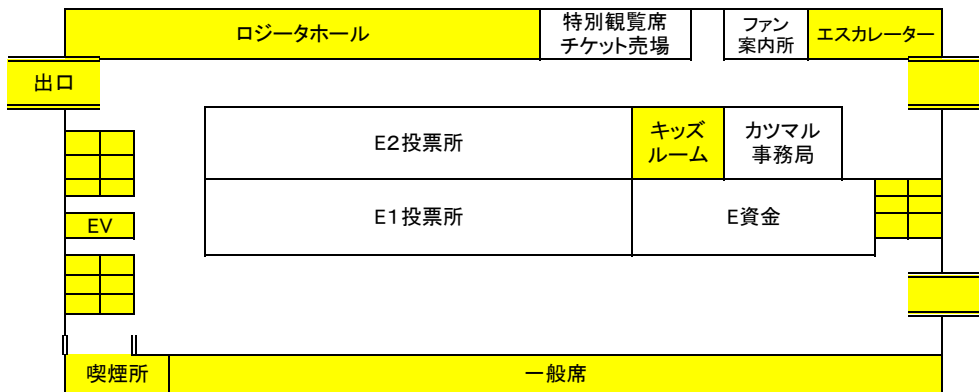 ロジータホール
特別観覧席
チケット売場
ファン
案内所
エスカレーター
出口
E2投票所
キッズ
ルーム
カツマル
事務局
E1投票所
E資金
EV
喫煙所
一般席